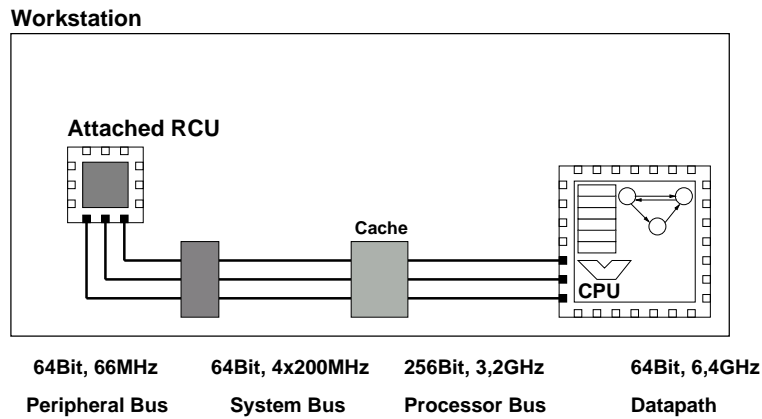 Workstation
Attached RCU
Cache
CPU
64Bit, 66MHz 64Bit, 4x200MHz 256Bit, 3,2GHz 64Bit, 6,4GHz
Peripheral Bus System Bus Processor Bus Datapath